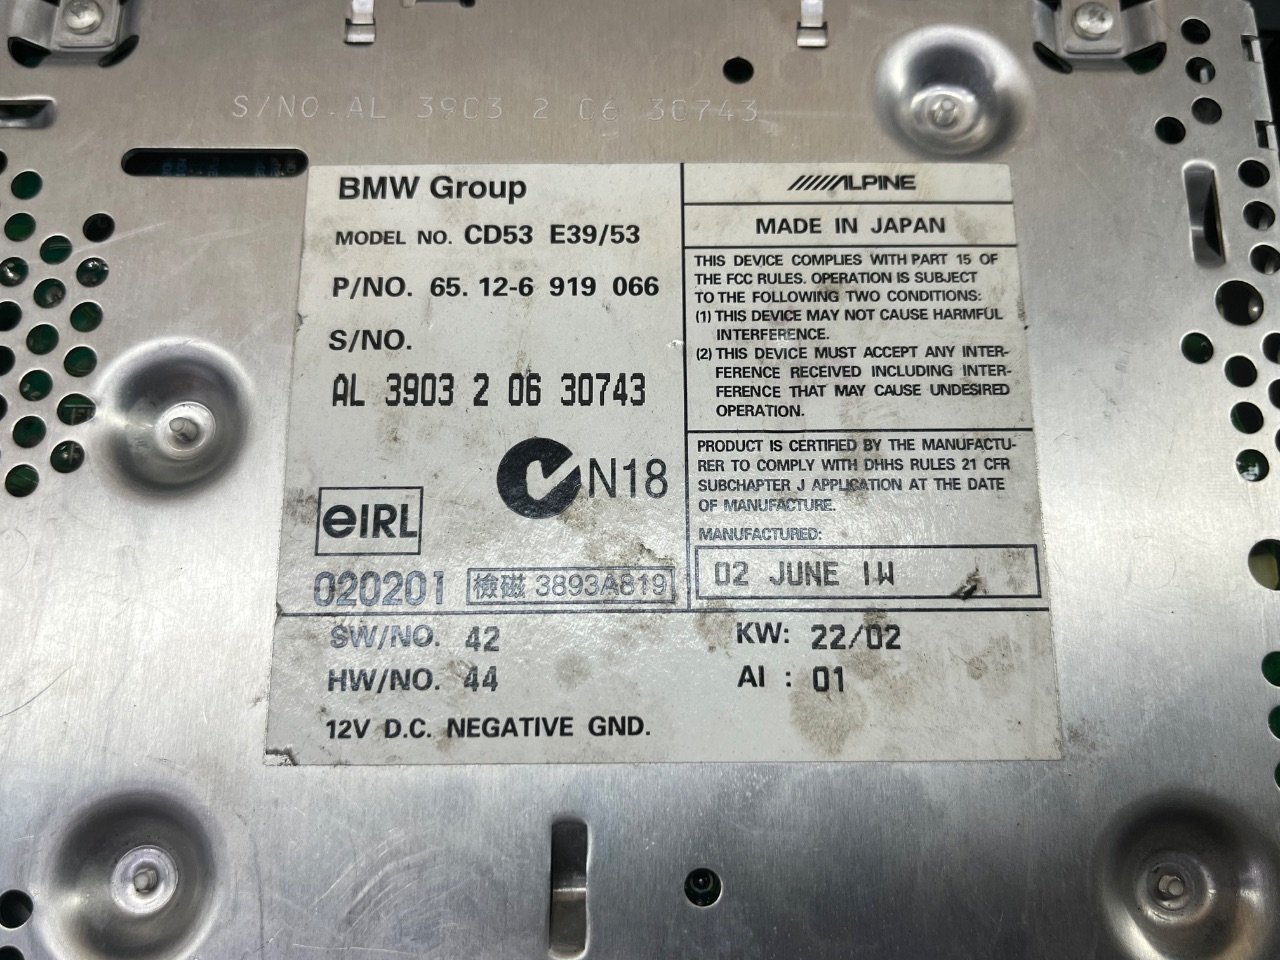 S/NO.AL 3903 2 06 30743
BMW Group
MODEL NO. CD53 E39/53
P/NO. 65. 12-6 919 066
S/NO.
AL 3903 2 06 30743
N18
eIRL
020201
檢磁 3893A819
ALPINE
MADE IN JAPAN
THIS DEVICE COMPLIES WITH PART 15 OF
THE FCC RULES. OPERATION IS SUBJECT
TO THE FOLLOWING TWO CONDITIONS:
(1) THIS DEVICE MAY NOT CAUSE HARMFUL
INTERFERENCE.
(2) THIS DEVICE MUST ACCEPT ANY INTER-
FERENCE RECEIVED INCLUDING INTER-
FERENCE THAT MAY CAUSE UNDESIRED
OPERATION.
PRODUCT IS CERTIFIED BY THE MANUFACTU-
RER TO COMPLY WITH DHHS RULES 21 CFR
SUBCHAPTER J APPLICATION AT THE DATE
OF MANUFACTURE.
MANUFACTURED:
02 JUNE IW
SW/NO. 42
HW/NO. 44
KW: 22/02
AI : 01
12V D.C. NEGATIVE GND.